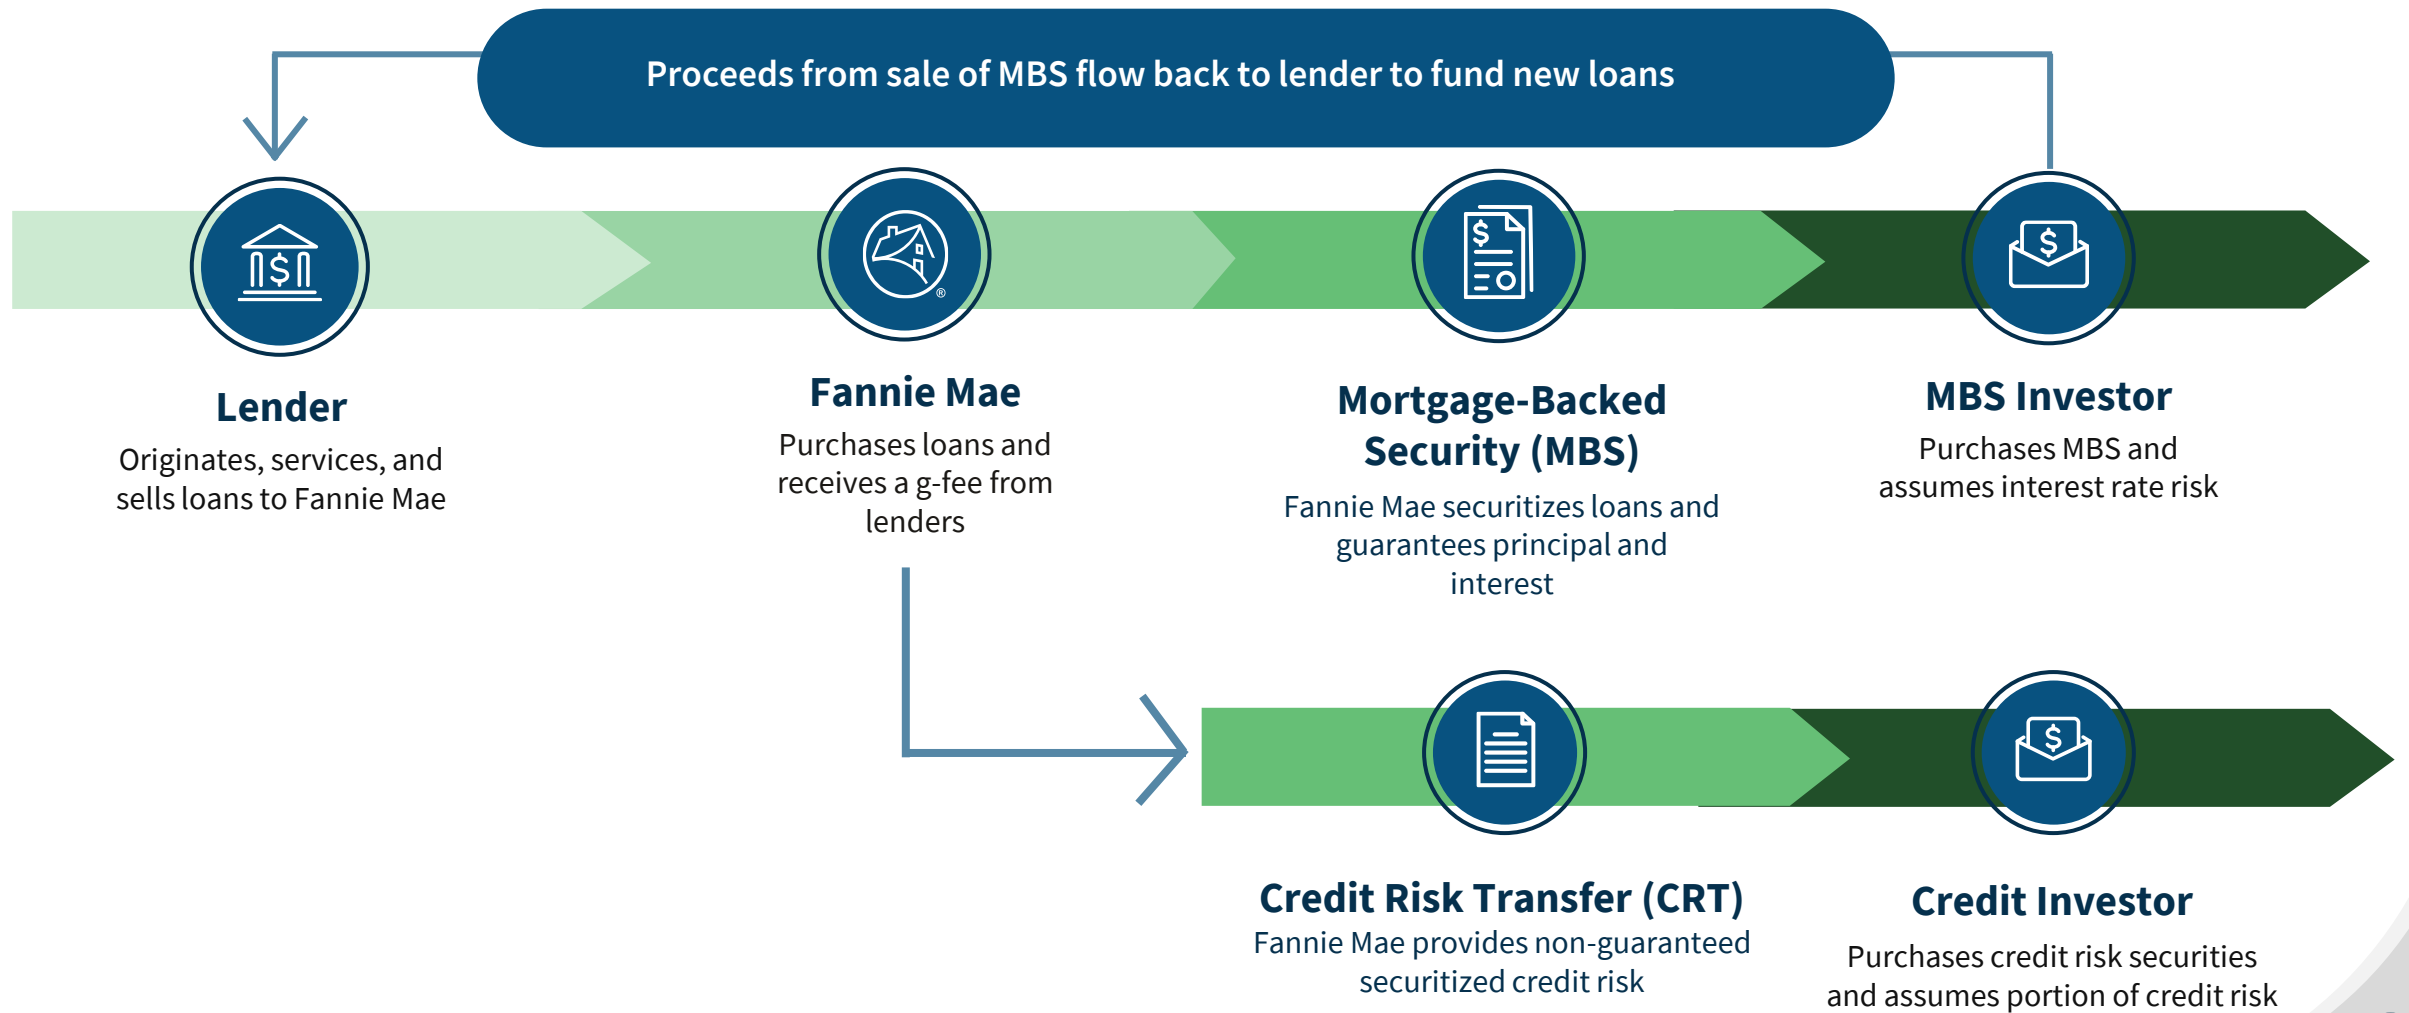 Proceeds from sale of MBS flow back to lender to fund new loans
$
®
$
$
Lender
Originates, services, and
sells loans to Fannie Mae
Fannie Mae
Purchases loans and
receives a g-fee from
lenders
Mortgage-Backed
Security (MBS)
Fannie Mae securitizes loans and
guarantees principal and
interest
MBS Investor
Purchases MBS and
assumes interest rate risk
$
Credit Risk Transfer (CRT)
Fannie Mae provides non-guaranteed
securitized credit risk
Credit Investor
Purchases credit risk securities
and assumes portion of credit risk